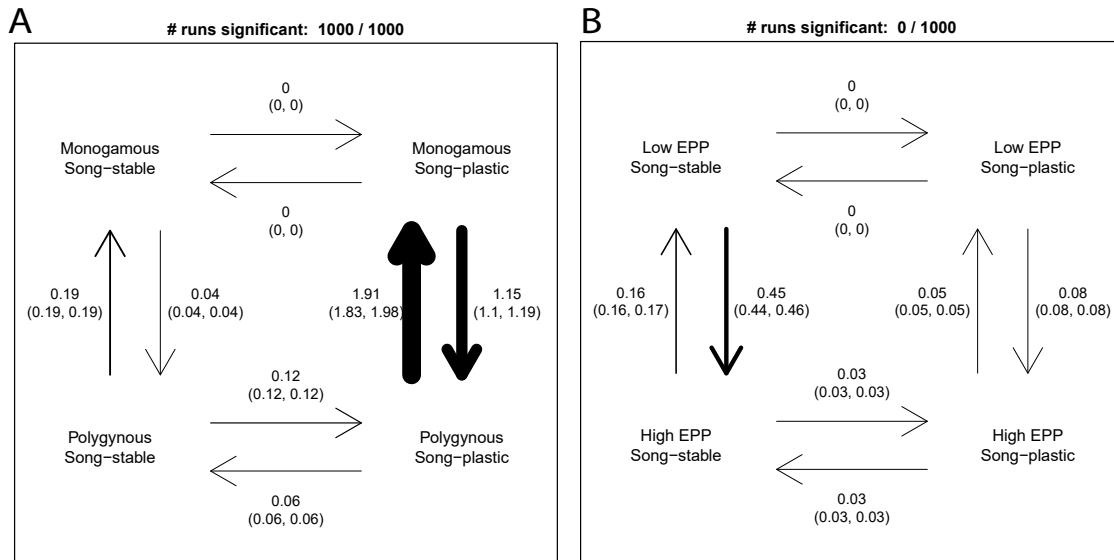 A
# runs significant: 1000 / 1000
0
(0, 0)
Monogamous
Song−stable
Monogamous
Song−plastic
0
(0, 0)
0.19
(0.19, 0.19)
0.04
(0.04, 0.04)
1.91
(1.83, 1.98)
1.15
(1.1, 1.19)
0.12
(0.12, 0.12)
Polygynous
Song−stable
Polygynous
Song−plastic
0.06
(0.06, 0.06)
B
# runs significant: 0 / 1000
0
(0, 0)
Low EPP
Song−stable
Low EPP
Song−plastic
0
(0, 0)
0.16
(0.16, 0.17)
0.45
(0.44, 0.46)
0.05
(0.05, 0.05)
0.08
(0.08, 0.08)
0.03
(0.03, 0.03)
High EPP
Song−stable
High EPP
Song−plastic
0.03
(0.03, 0.03)